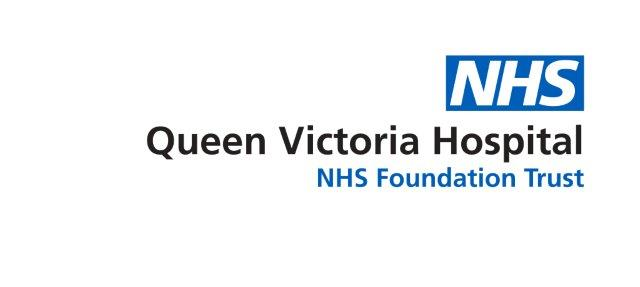 NHS
Queen Victoria Hospital
NHS Foundation Trust